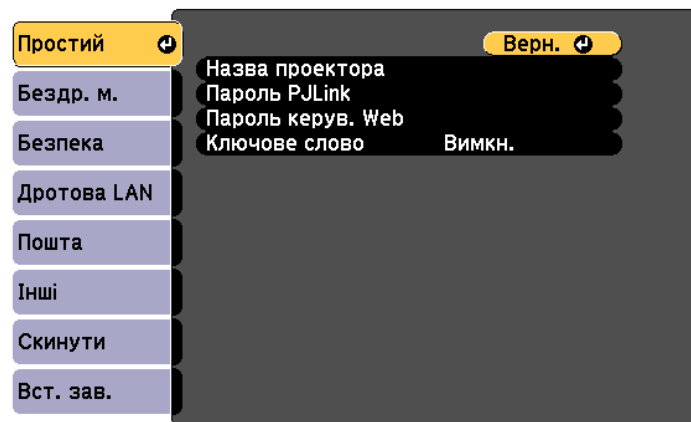 Простий
Бездр. м.
Безпека
Дротова LAN
Пошта
Інші
Скинути
Вст. зав.
Верн.
Назва проектора
Пароль PJLink
Пароль керув. Web
Ключове слово Вимкн.